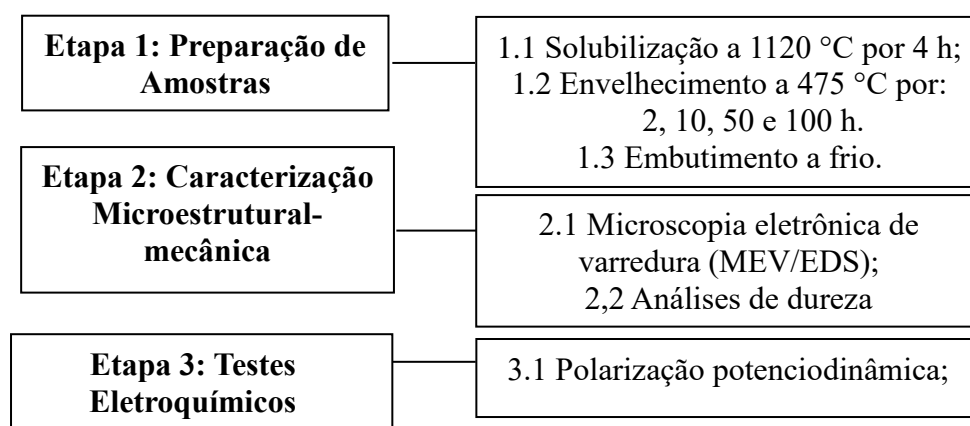 Etapa 1: Preparação de
Amostras
1.1 Solubilização a 1120 °C por 4 h;
1.2 Envelhecimento a 475 °C por:
2, 10, 50 e 100 h.
1.3 Embutimento a frio.
Etapa 2: Caracterização
Microestrutural-
mecânica
2.1 Microscopia eletrônica de
varredura (MEV/EDS);
2,2 Análises de dureza
Etapa 3: Testes
Eletroquímicos
3.1 Polarização potenciodinâmica;